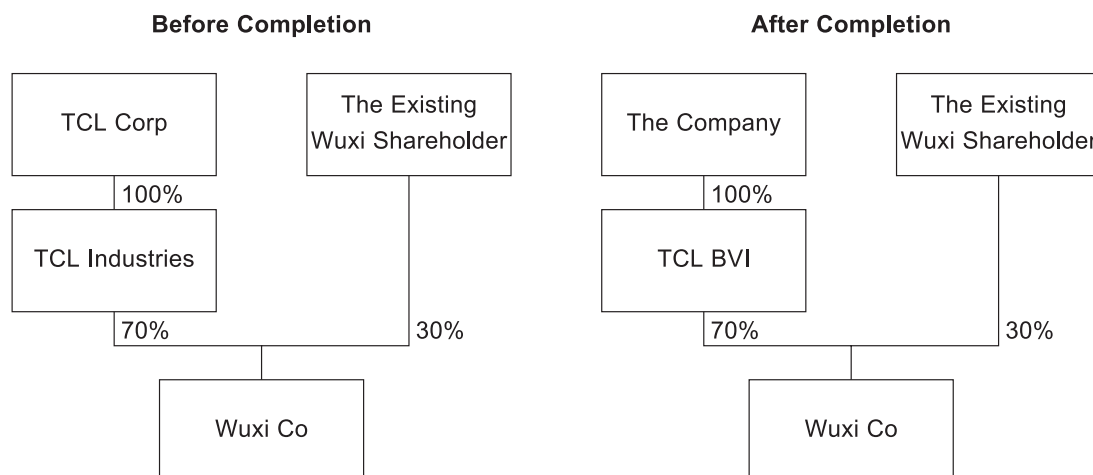 Before Completion
TCL Corp
The Existing
Wuxi Shareholder
100%
TCL Industries
70%
30%
Wuxi Co
After Completion
The Company
The Existing
Wuxi Shareholder
100%
TCL BVI
70%
30%
Wuxi Co